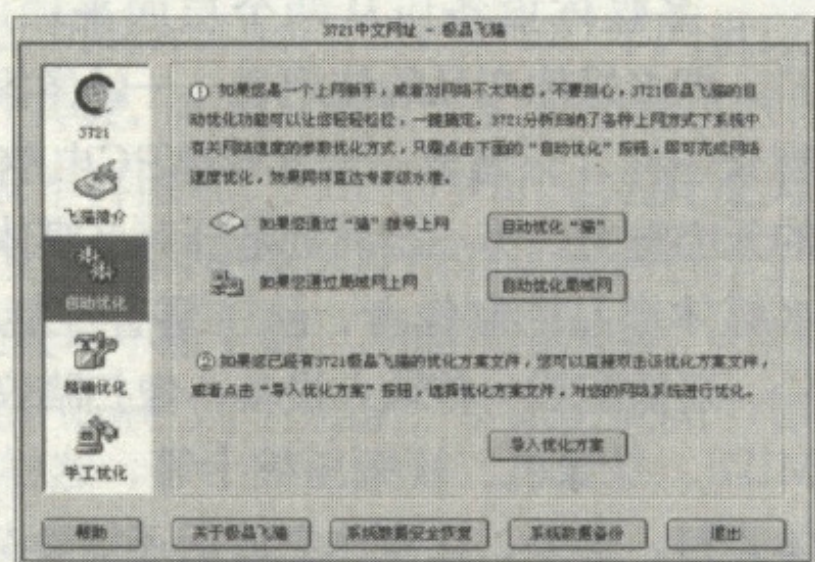 3721中文网址 - 极品飞猫
3721
飞猫简介
自动优化
精确优化
手工优化
① 如果您是一个上网新手，或者对网络不太熟悉，不要担心，3721极品飞猫的自
动优化功能可以让您轻轻松松，一键搞定。3721分析归纳了各种上网方式下系统中
有关网络速度的参数优化方式，只需点击下面的“自动优化”按钮，即可完成网络
速度优化，效果同样直达专家级水准。
如果您通过“猫”拨号上网
自动优化“猫”
如果您通过局域网上网
自动优化局域网
② 如果您已经有3721极品飞猫的优化方案文件，您可以直接双击该优化方案文件，
或者点击“导入优化方案”按钮，选择优化方案文件，对您的网络系统进行优化。
导入优化方案
帮助
关于极品飞猫
系统数据安全恢复
系统数据备份
退出